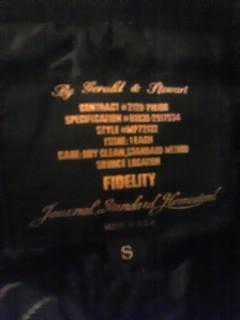 By Gerald & Stewart
CONTRACT #
SPECIFICATION #
STYLE #MP72132
1 EACH
CARE: DRY CLEAN, STANDARD METHOD
SOURCE LOCATION
FIDELITY
Journal Standard Homestead
MADE IN U.S.A.
S